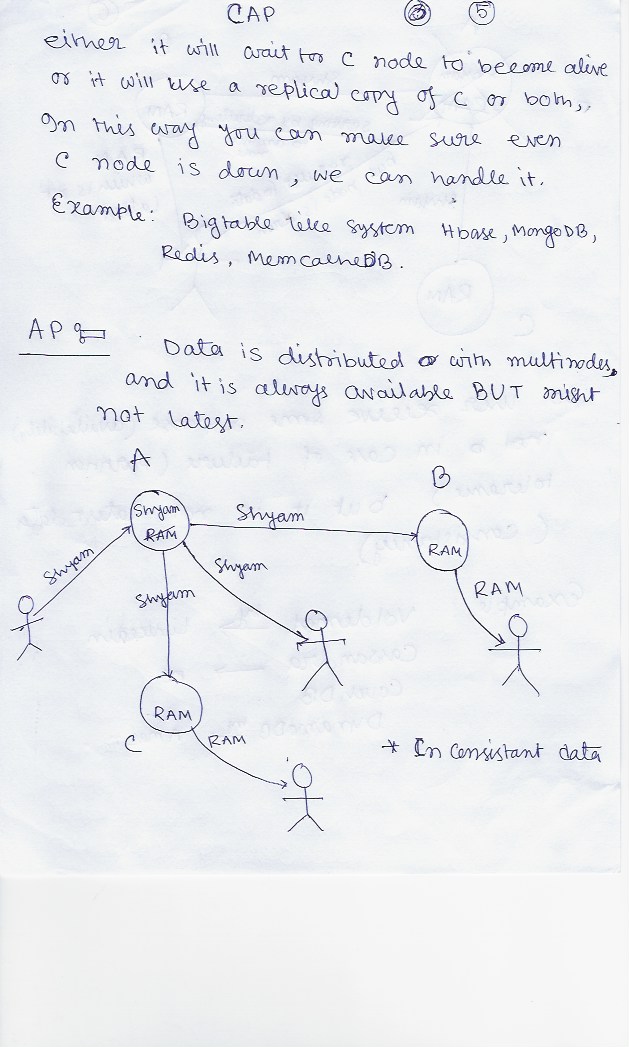 CAP 5
either it will wait for C node to become alive
or it will use a replical copy of C or both,.
In this way you can make sure even
C node is down, we can handle it.
Example: Bigtable like System Hbase, MongoDB,
Redis, MemcacheDB.
AP
Data is distributed with multinodes,
and it is always available BUT might
not latest.
A
B
Shyam
RAM
Shyam
RAM
Shyam
Shyam
Shyam
RAM
RAM
C
RAM
* In consistant data